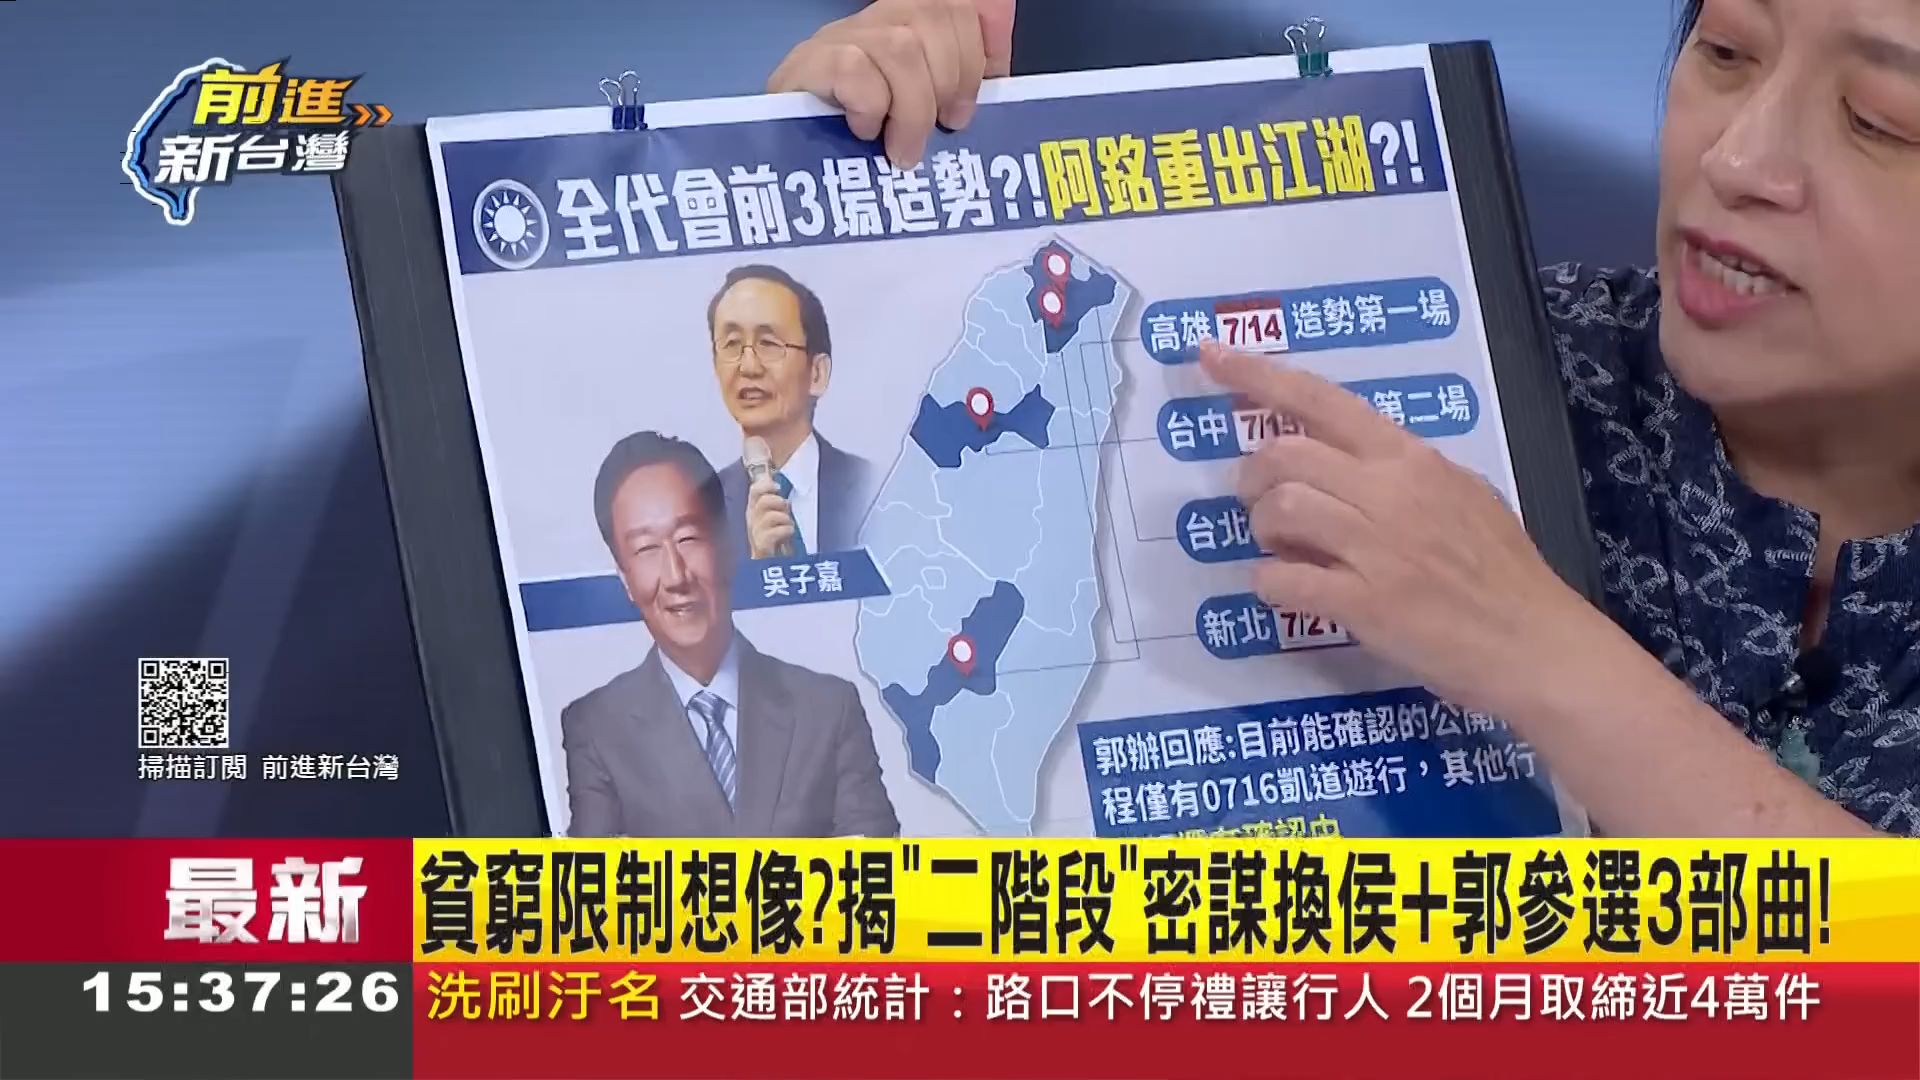 前進
新台灣
全代會前3場造勢?!阿銘重出江湖?!
高雄 7/14 造勢第一場
台中 7/15 第二場
台北
新北 7/21
吳子嘉
郭辦回應:目前能確認的公開
程僅有0716凱道遊行，其他行
掃描訂閱 前進新台灣
最新
貧窮限制想像?揭"二階段"密謀換侯+郭參選3部曲!
15:37:26
洗刷汙名 交通部統計：路口不停禮讓行人 2個月取締近4萬件